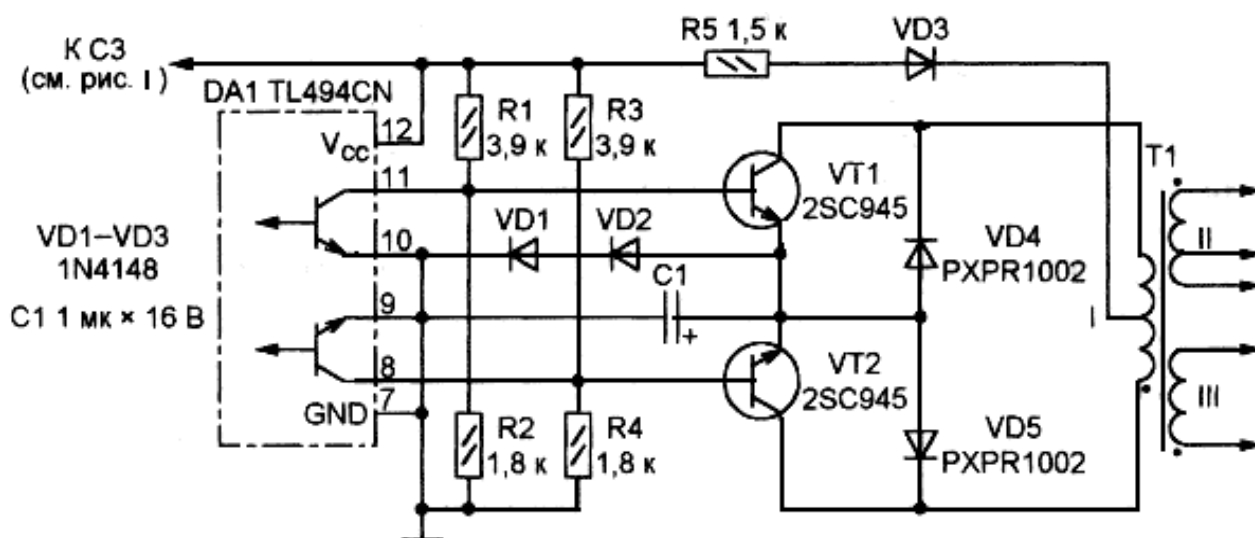 К С3
(см. рис. I)
R5 1,5 к
VD3
DA1 TL494CN
R1
3,9 к
R3
3,9 к
12
VCC
11
VT1
2SC945
T1
VD1
VD2
10
VD1–VD3
1N4148
VD4
PXPR1002
II
C1
C1 1 мк × 16 В
9
+
I
VT2
2SC945
8
GND
7
R2
1,8 к
R4
1,8 к
VD5
PXPR1002
III